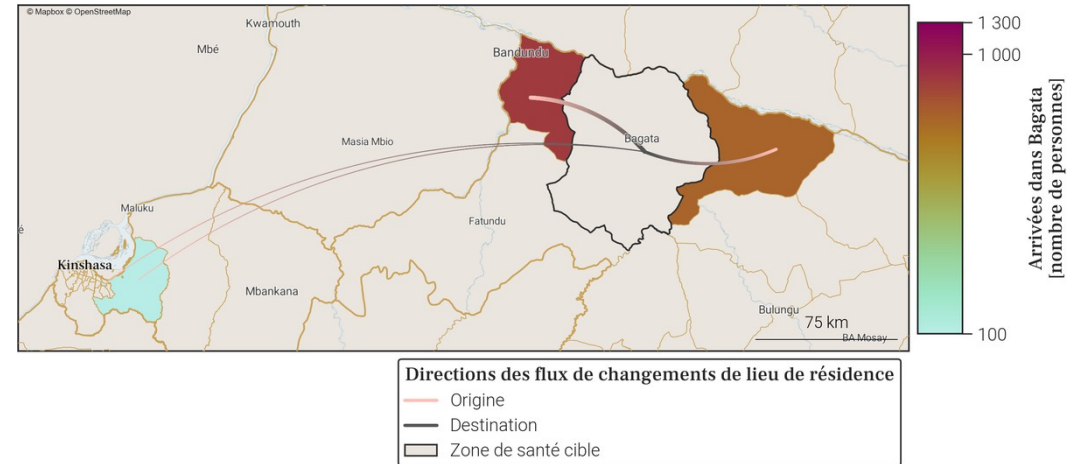 © Mapbox © OpenStreetMap
Kwamouth
Mbé
Bandundu
Masia Mbio
Bagata
Maluku
Fatundu
é
Kinshasa
Mbankana
Bulungu
75 km
BA Mosay
1 300
1 000
100
Arrivées dans Bagata
[nombre de personnes]
Directions des flux de changements de lieu de résidence
Origine
Destination
Zone de santé cible